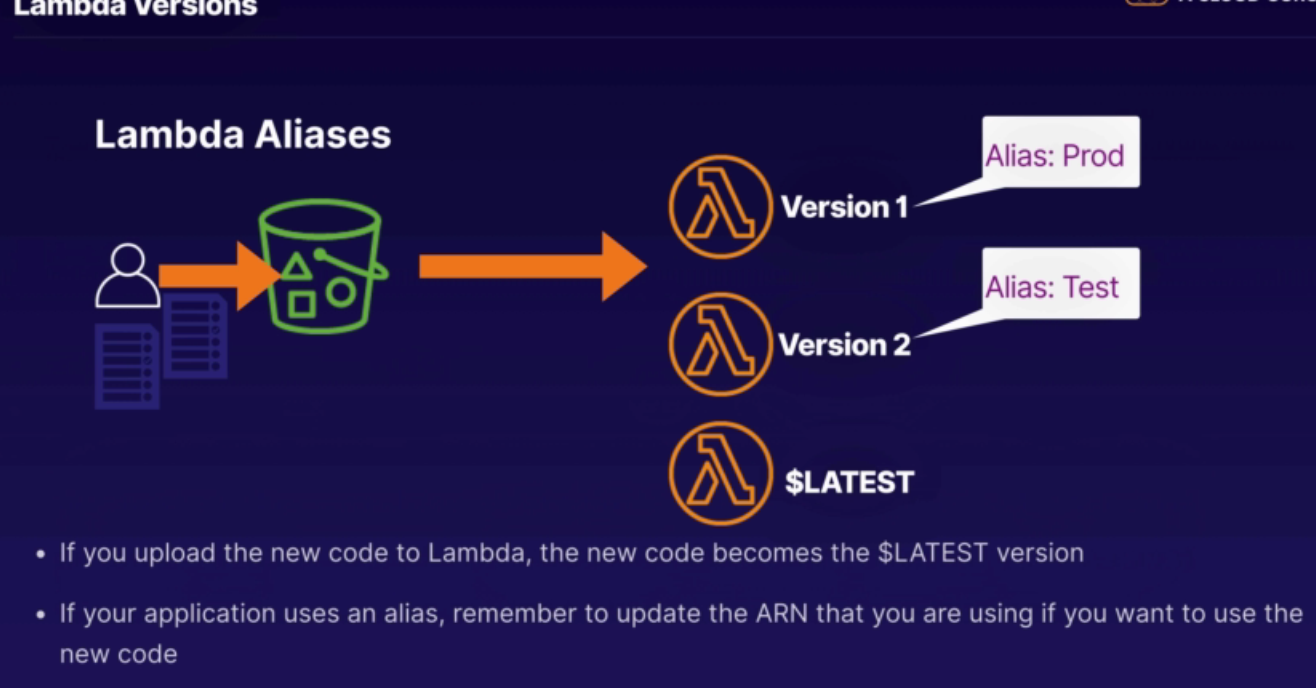 Lambda Versions
Lambda Aliases
Alias: Prod
Version 1
Alias: Test
Version 2
$LATEST
• If you upload the new code to Lambda, the new code becomes the $LATEST version
• If your application uses an alias, remember to update the ARN that you are using if you want to use the
new code